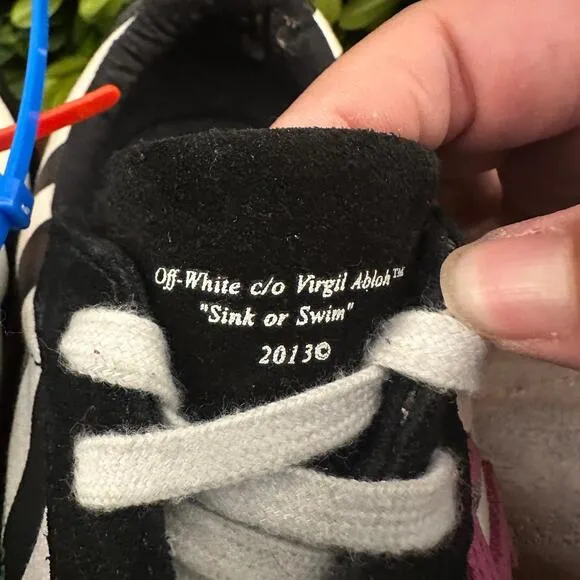 Off-White c/o Virgil Abloh™
"Sink or Swim"
2013©